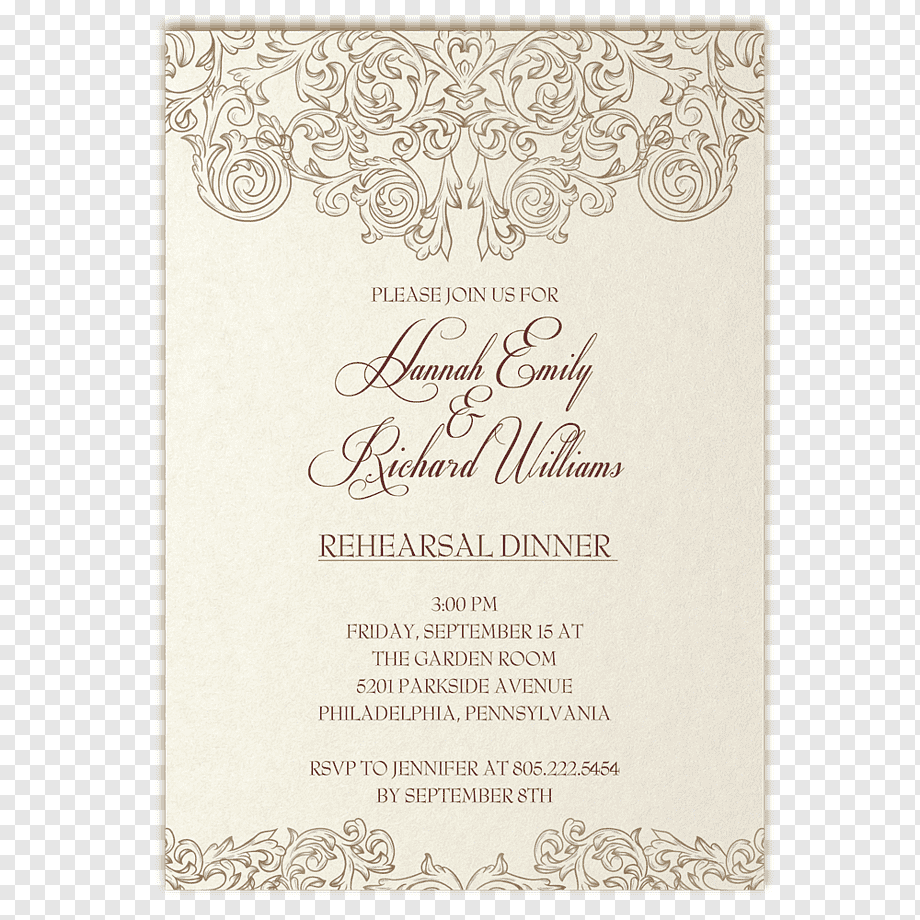 PLEASE JOIN US FOR
Hannah Emily
&
Richard Williams
REHEARSAL DINNER
3:00 PM
FRIDAY, SEPTEMBER 15 AT
THE GARDEN ROOM
5201 PARKSIDE AVENUE
PHILADELPHIA, PENNSYLVANIA
RSVP TO JENNIFER AT 805.222.5454
BY SEPTEMBER 8TH